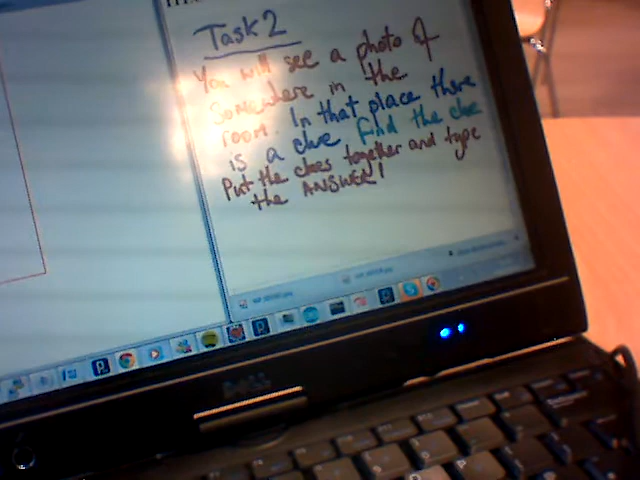 Task 2
You will see a photo of
Somewhere in the
room. In that place there
is a clue find the clue
Put the clues together and type
the ANSWER!
DELL